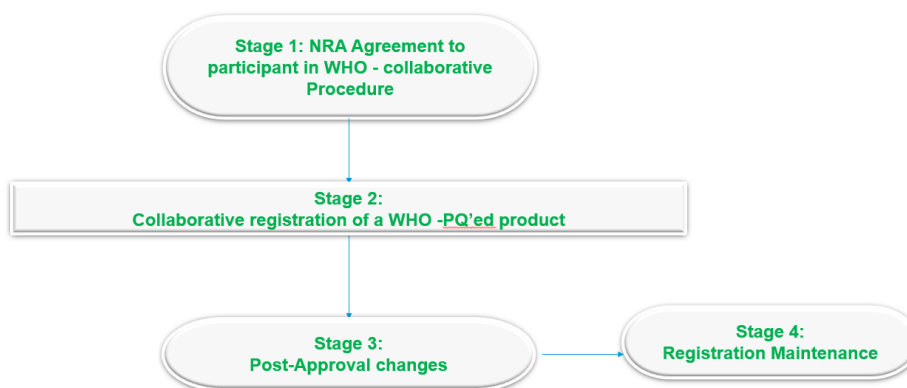 Stage 1: NRA Agreement to
participant in WHO - collaborative
Procedure
Stage 2:
Collaborative registration of a WHO -PQ’ed product
Stage 3:
Post-Approval changes
Stage 4:
Registration Maintenance